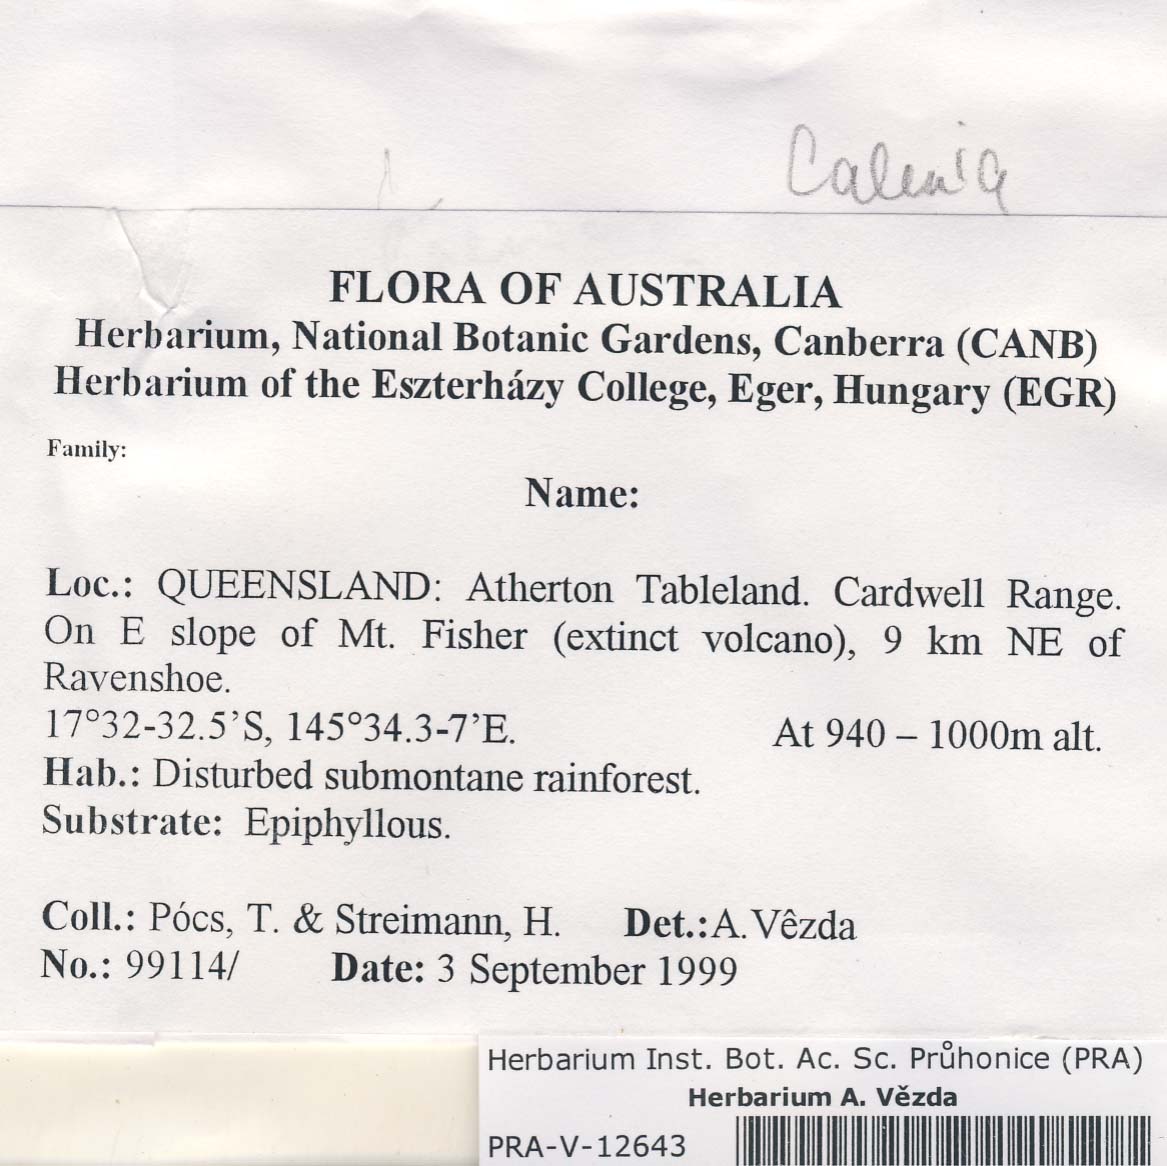 Calenia
FLORA OF AUSTRALIA
Herbarium, National Botanic Gardens, Canberra (CANB)
Herbarium of the Eszterházy College, Eger, Hungary (EGR)
Family:
Name:
Loc.: QUEENSLAND: Atherton Tableland. Cardwell Range.
On E slope of Mt. Fisher (extinct volcano), 9 km NE of
Ravenshoe.
17°32-32.5’S, 145°34.3-7’E. At 940 – 1000m alt.
Hab.: Disturbed submontane rainforest.
Substrate: Epiphyllous.
Coll.: Pócs, T. & Streimann, H. Det.:A. Vêzda
No.: 99114/ Date: 3 September 1999
Herbarium Inst. Bot. Ac. Sc. Průhonice (PRA)
Herbarium A. Vězda
PRA-V-12643